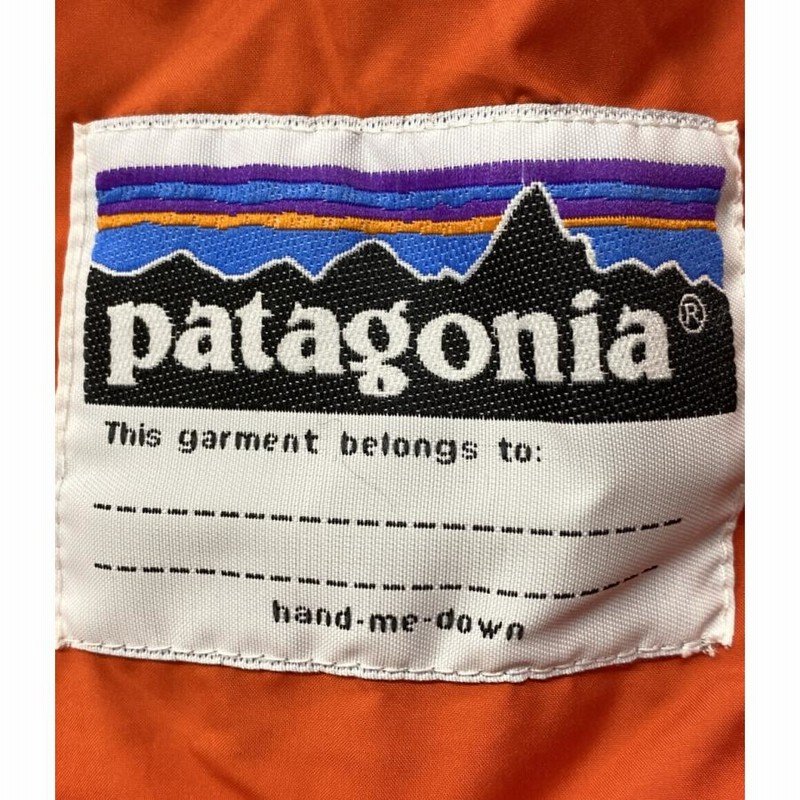 patagonia®
This garment belongs to:
hand-me-down